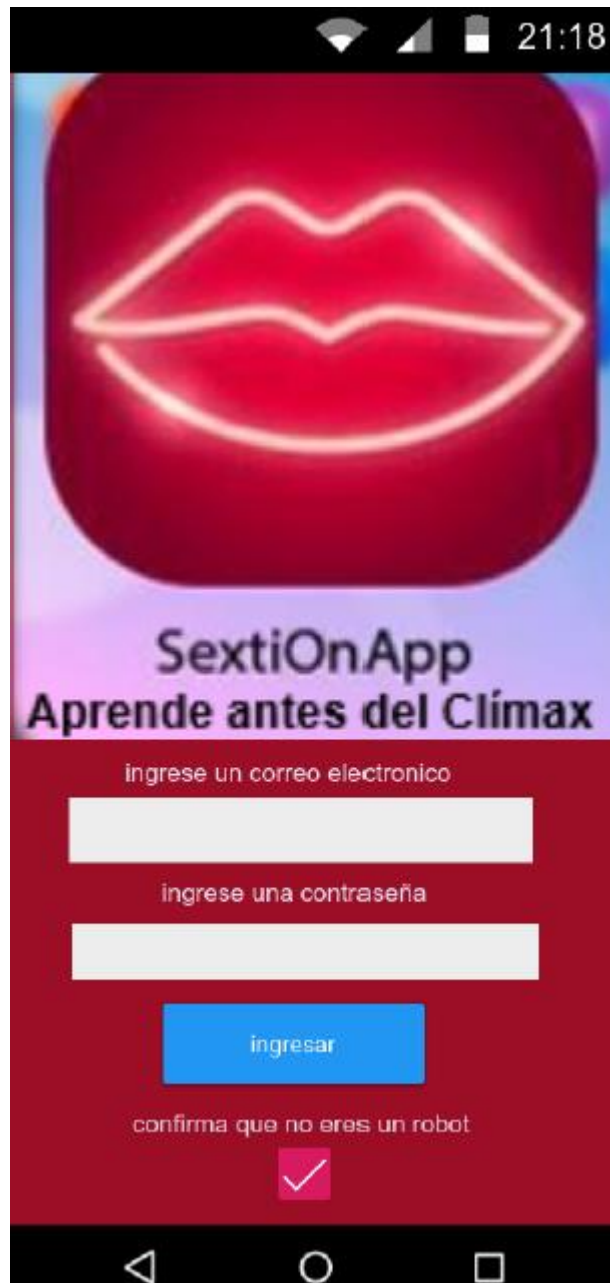 21:18
SextiOnApp
Aprende antes del Clímax
ingrese un correo electronico
ingrese una contraseña
ingresar
confirma que no eres un robot